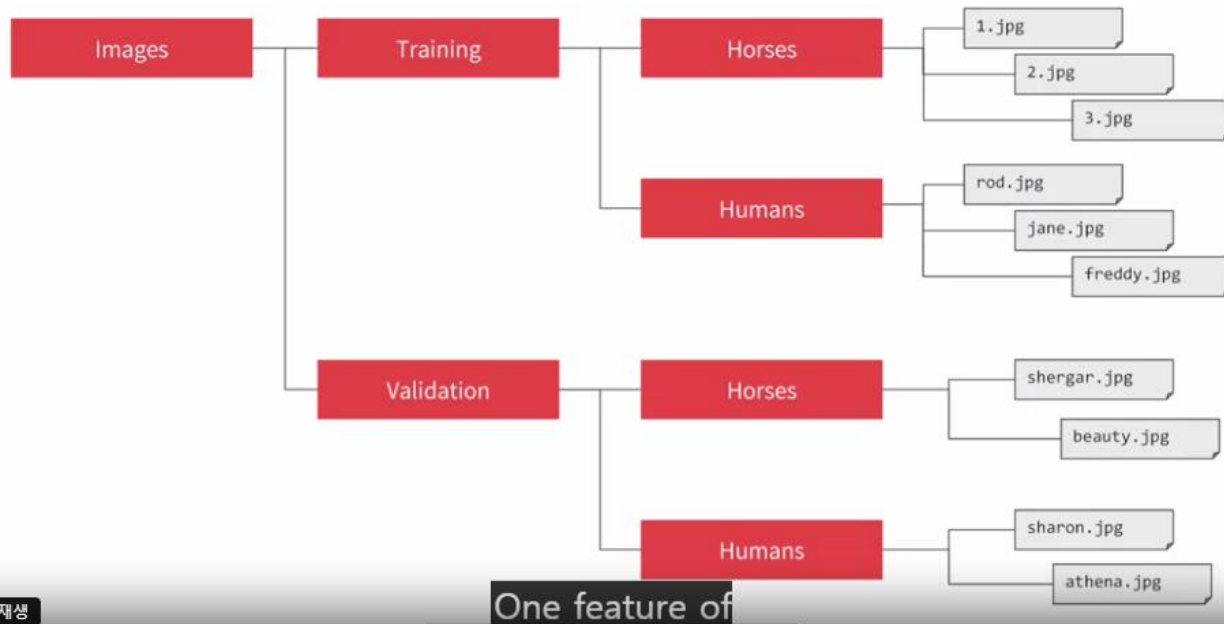 Images
Training
Horses
1.jpg
2.jpg
3.jpg
Humans
rod.jpg
jane.jpg
freddy.jpg
Validation
Horses
shergar.jpg
beauty.jpg
Humans
sharon.jpg
athena.jpg
재생
One feature of